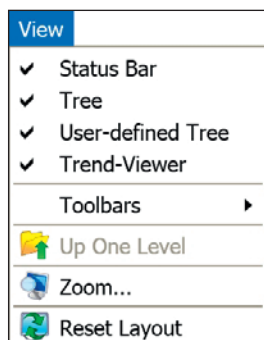 View
Status Bar
Tree
User-defined Tree
Trend-Viewer
Toolbars
Up One Level
Zoom...
Reset Layout